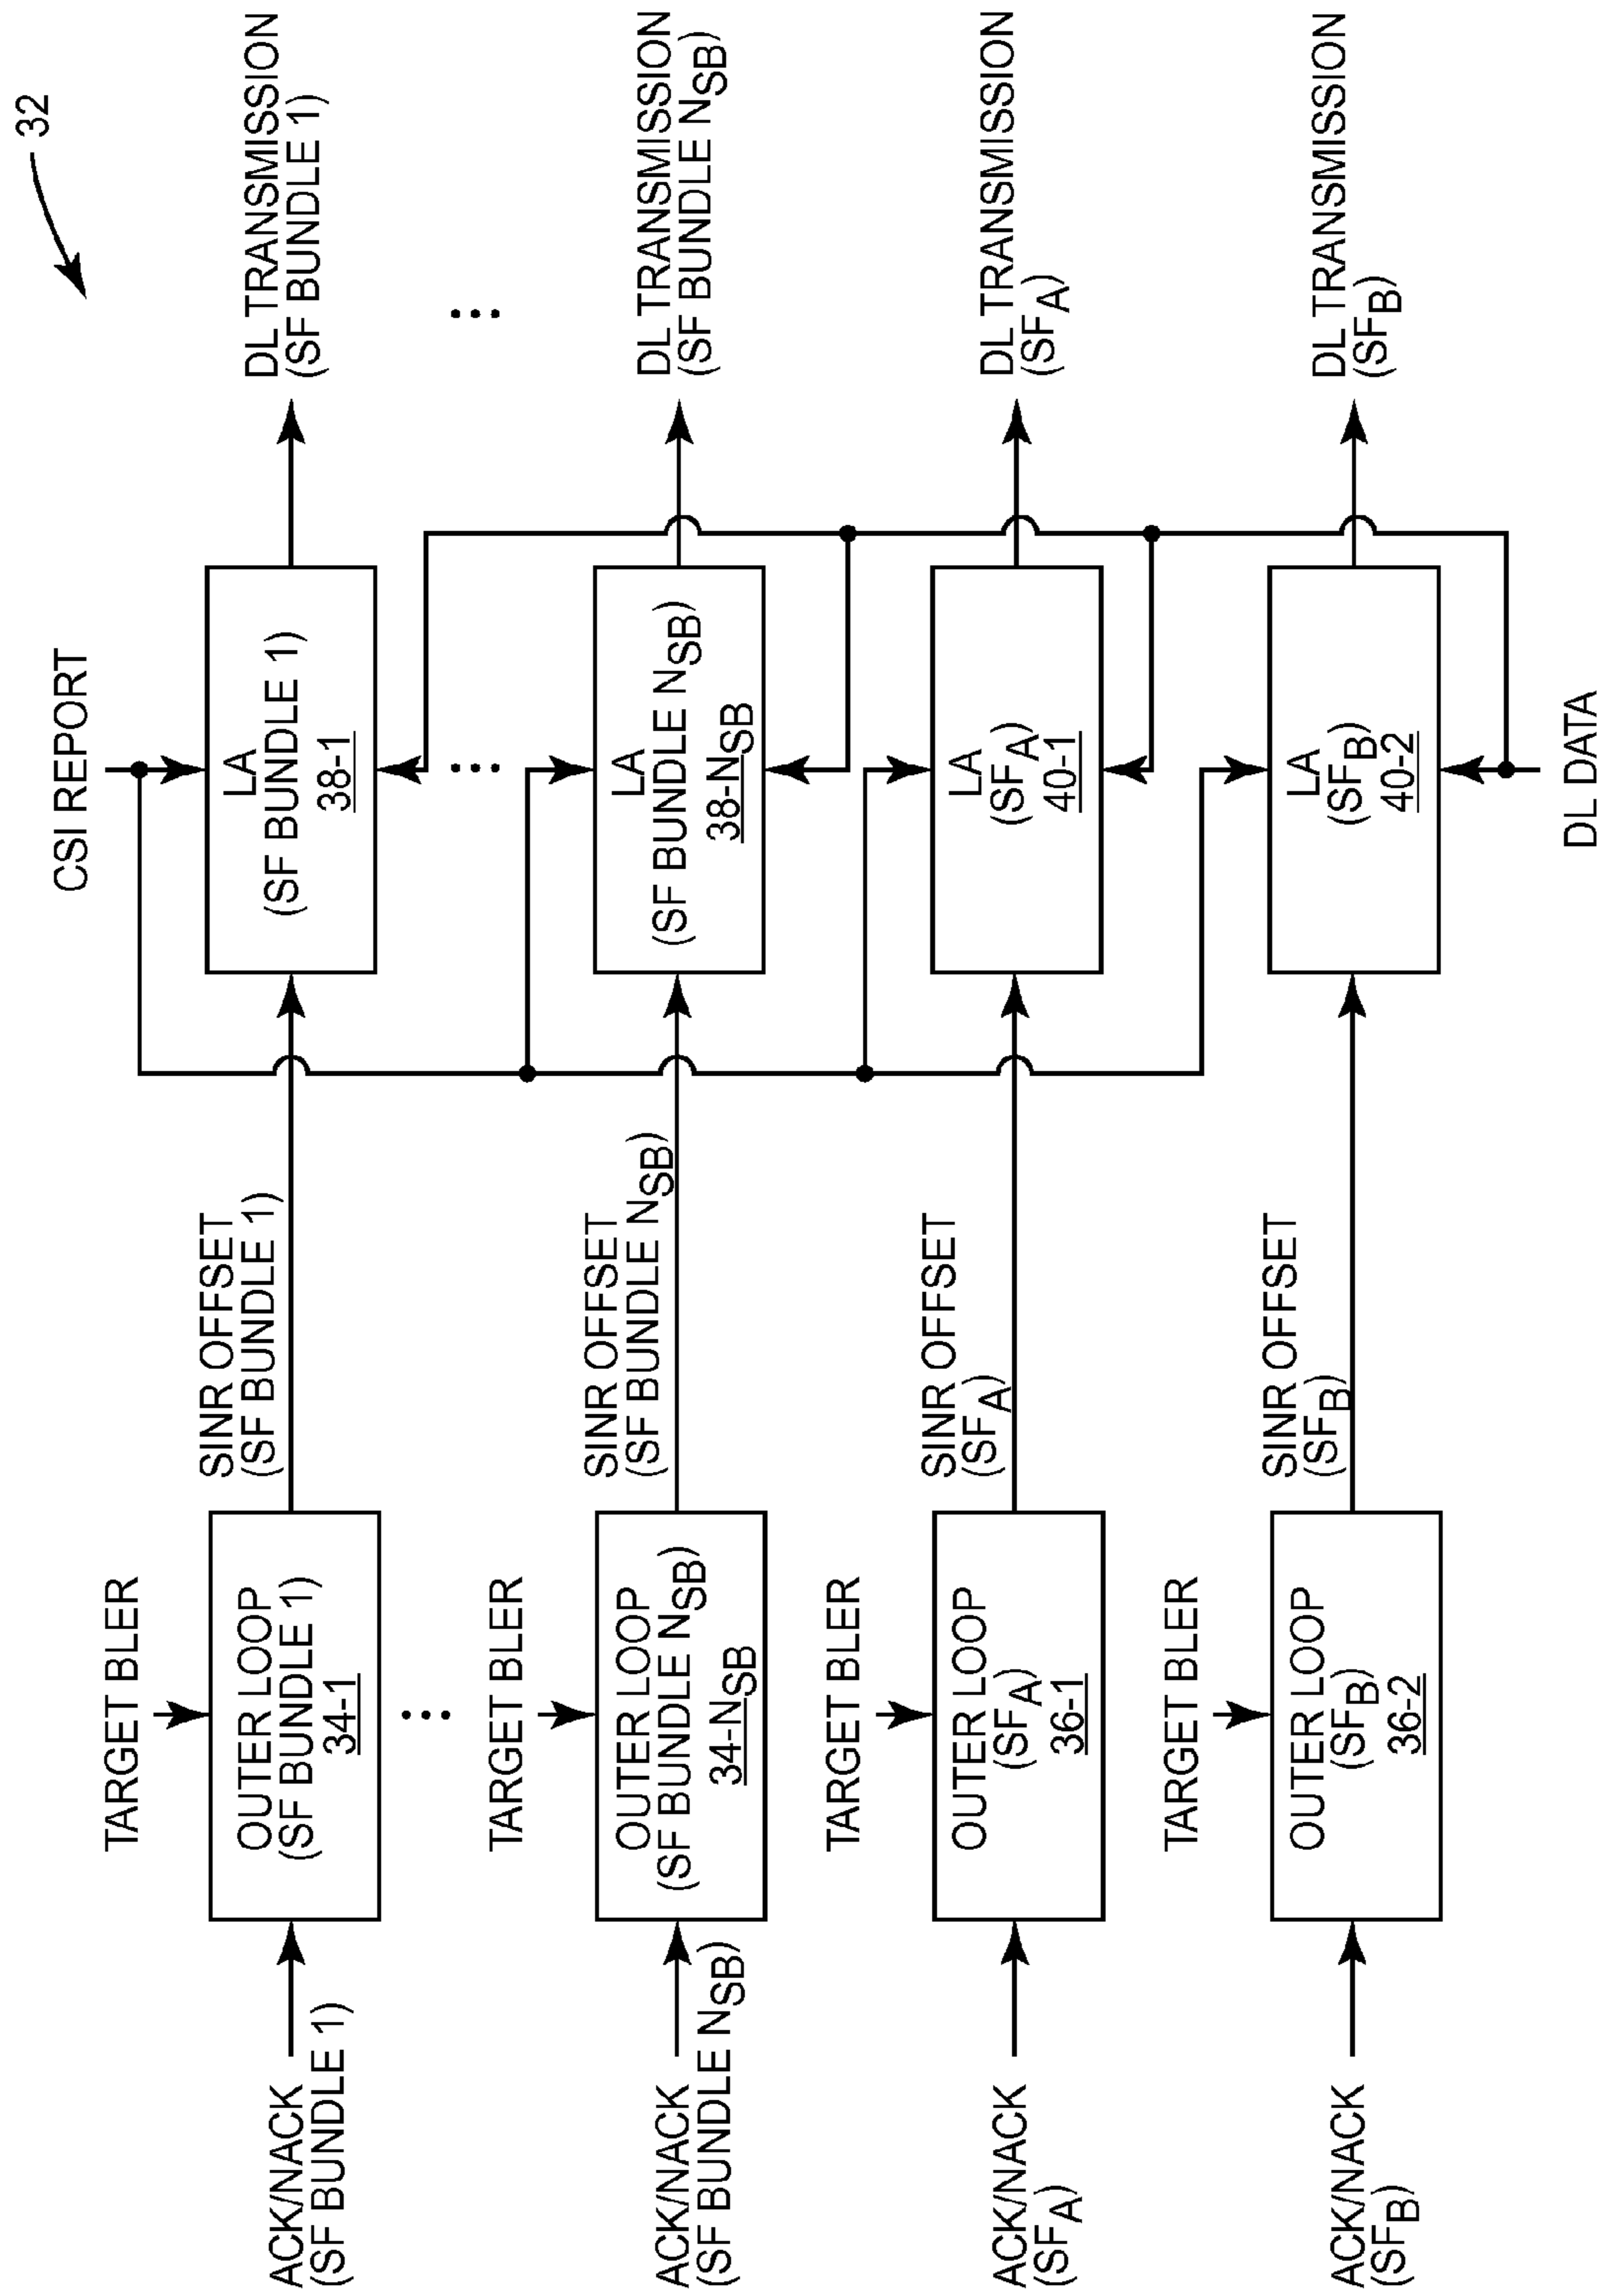 32
CSI REPORT
TARGET BLER
ACK/NACK
(SF BUNDLE 1)
OUTER LOOP
(SF BUNDLE 1)
34-1
SINR OFFSET
(SF BUNDLE 1)
LA
(SF BUNDLE 1)
38-1
DL TRANSMISSION
(SF BUNDLE 1)
...
...
...
TARGET BLER
ACK/NACK
(SF BUNDLE NSB)
OUTER LOOP
(SF BUNDLE NSB)
34-NSB
SINR OFFSET
(SF BUNDLE NSB)
LA
(SF BUNDLE NSB)
38-NSB
DL TRANSMISSION
(SF BUNDLE NSB)
TARGET BLER
ACK/NACK
(SFA)
OUTER LOOP
(SFA)
36-1
SINR OFFSET
(SFA)
LA
(SFA)
40-1
DL TRANSMISSION
(SFA)
TARGET BLER
ACK/NACK
(SFB)
OUTER LOOP
(SFB)
36-2
SINR OFFSET
(SFB)
LA
(SFB)
40-2
DL TRANSMISSION
(SFB)
DL DATA